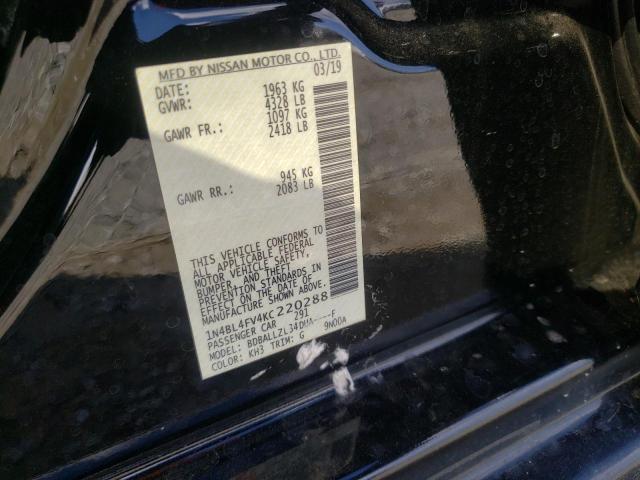 MFD BY NISSAN MOTOR CO., LTD.
DATE: 03/19
GVWR: 1963 KG
4328 LB
GAWR FR.: 1097 KG
2418 LB
GAWR RR.: 945 KG
2083 LB
THIS VEHICLE CONFORMS TO
ALL APPLICABLE FEDERAL
MOTOR VEHICLE SAFETY,
BUMPER, AND THEFT
PREVENTION STANDARDS IN
EFFECT ON THE DATE OF
MANUFACTURE SHOWN ABOVE.
1N4BL4FV4KC220288
PASSENGER CAR 291
MODEL: BDBALLZL34DUA----F
COLOR: KH3 TRIM: G 9N00A